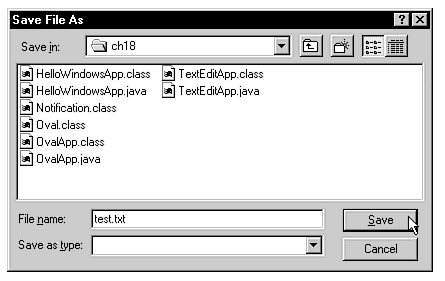 Save File As
Save in: ch18
HelloWindowsApp.class TextEditApp.class
HelloWindowsApp.java TextEditApp.java
Notification.class
Oval.class
OvalApp.class
OvalApp.java
File name: test.txt Save
Save as type: Cancel